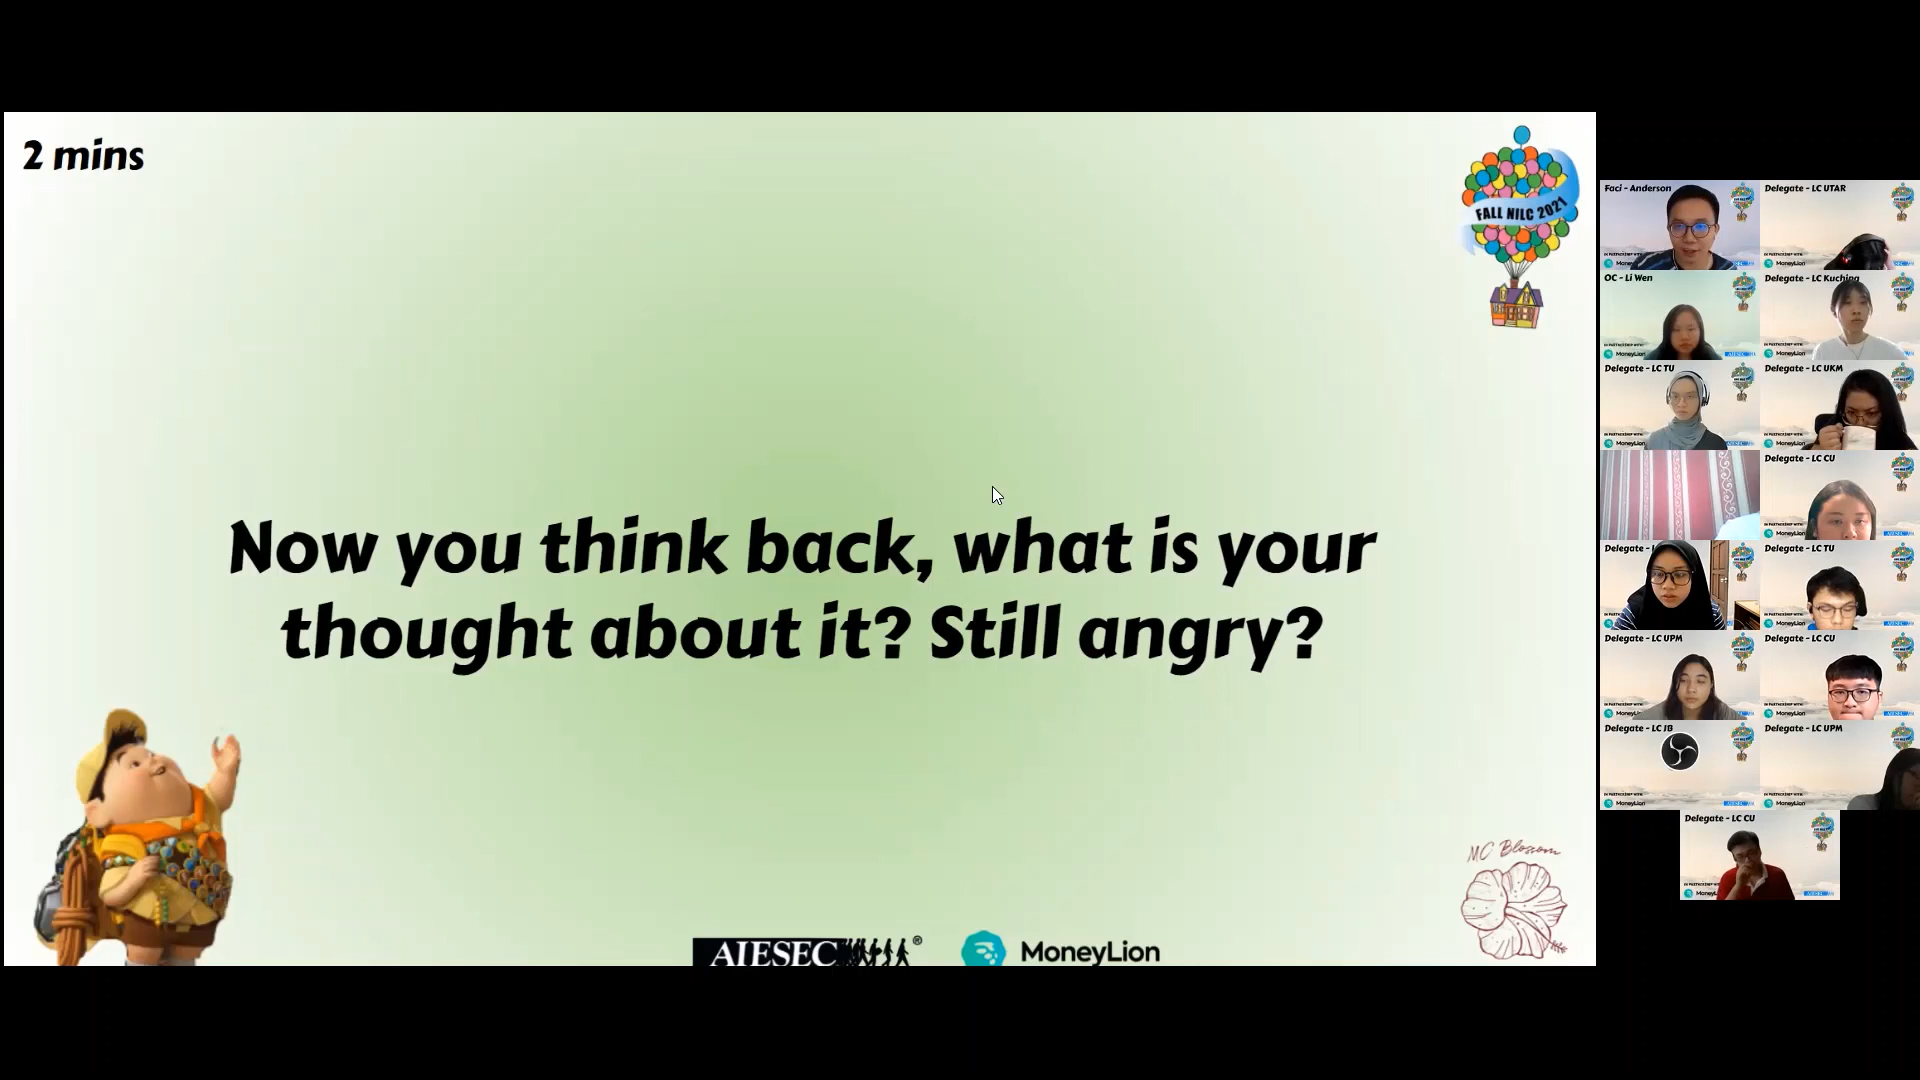 2 mins
FALL NILC 2021
Now you think back, what is your
thought about it? Still angry?
MC Blossom
AIESEC
MoneyLion
Faci - Anderson
Delegate - LC UTAR
OC - Li Wen
Delegate - LC Kuching
Delegate - LC TU
Delegate - LC UKM
Delegate - LC CU
Delegate -
Delegate - LC TU
Delegate - LC UPM
Delegate - LC CU
Delegate - LC JB
Delegate - LC UPM
Delegate - LC CU